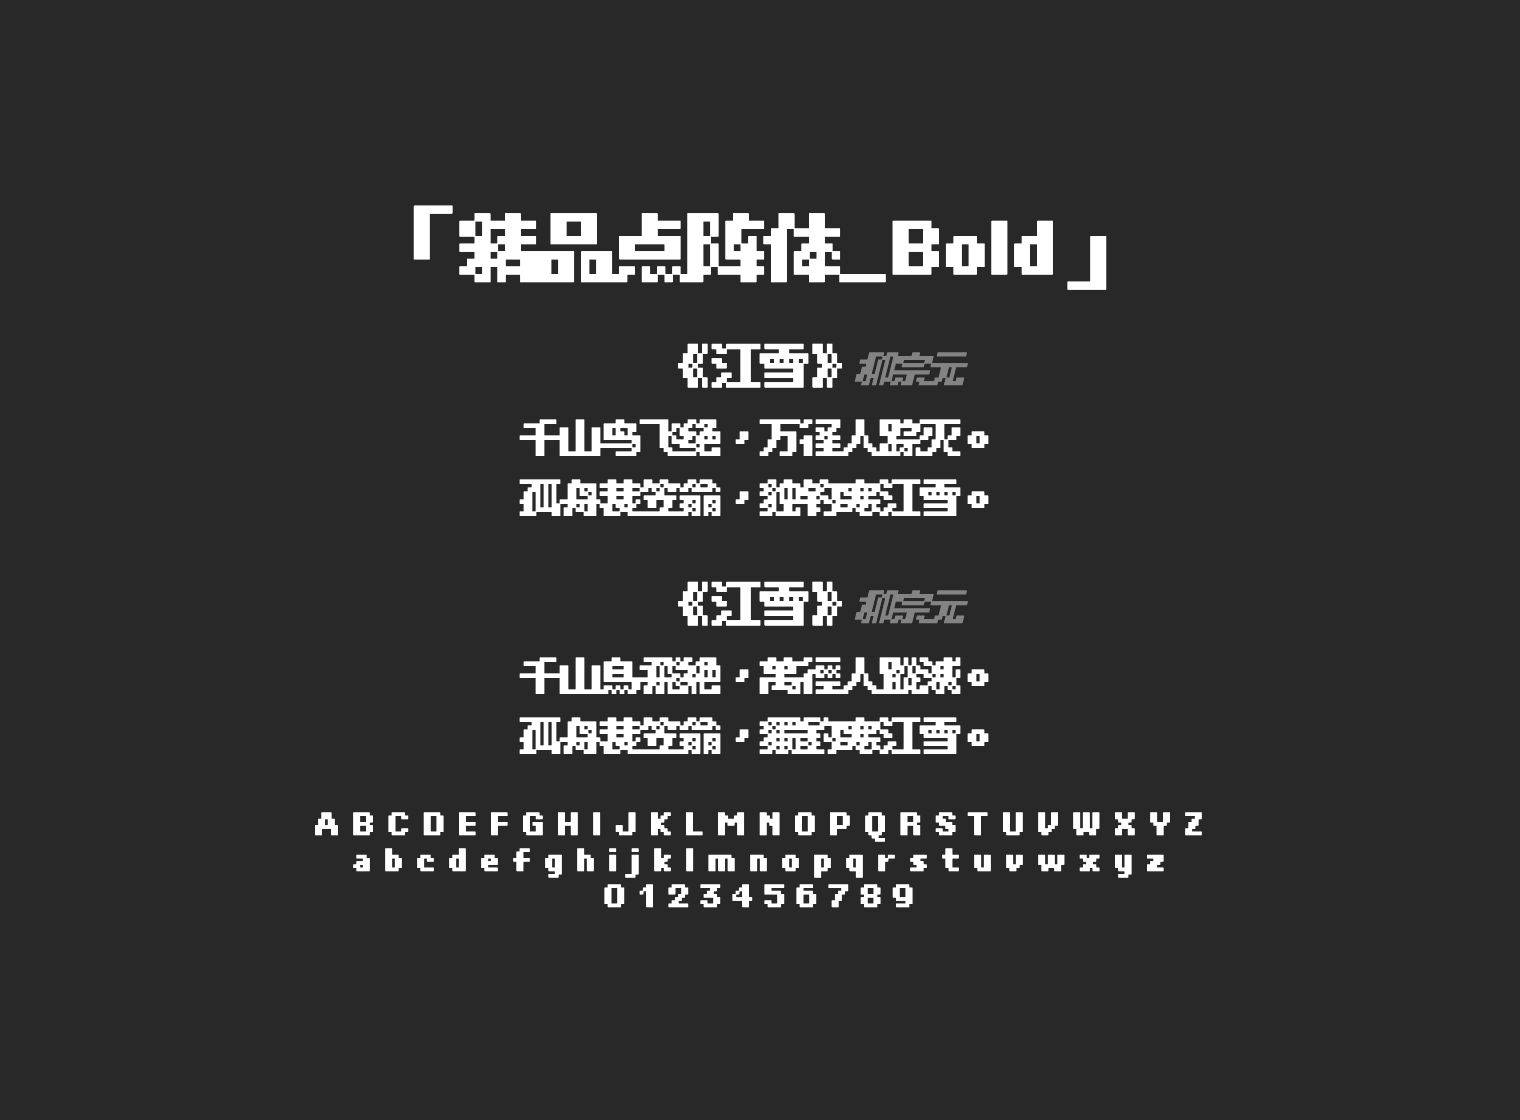 「精品点阵体_Bold」
《江雪》柳宗元
千山鸟飞绝，万径人踪灭。
孤舟蓑笠翁，独钓寒江雪。
《江雪》柳宗元
千山鳥飛絕，萬徑人蹤滅。
孤舟蓑笠翁，獨釣寒江雪。
A B C D E F G H I J K L M N O P Q R S T U V W X Y Z
a b c d e f g h i j k l m n o p q r s t u v w x y z
0 1 2 3 4 5 6 7 8 9